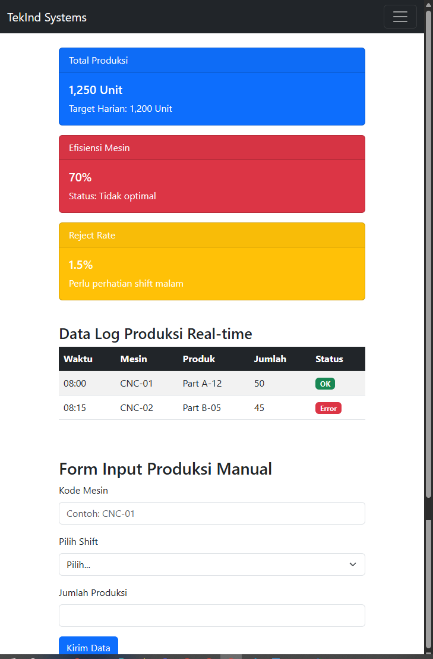 TekInd Systems
Total Produksi
1,250 Unit
Target Harian: 1,200 Unit
Efisiensi Mesin
70%
Status: Tidak optimal
Reject Rate
1.5%
Perlu perhatian shift malam
Data Log Produksi Real-time
Waktu Mesin Produk Jumlah Status
08:00 CNC-01 Part A-12 50 OK
08:15 CNC-02 Part B-05 45 Error
Form Input Produksi Manual
Kode Mesin
Contoh: CNC-01
Pilih Shift
Pilih...
Jumlah Produksi
Kirim Data